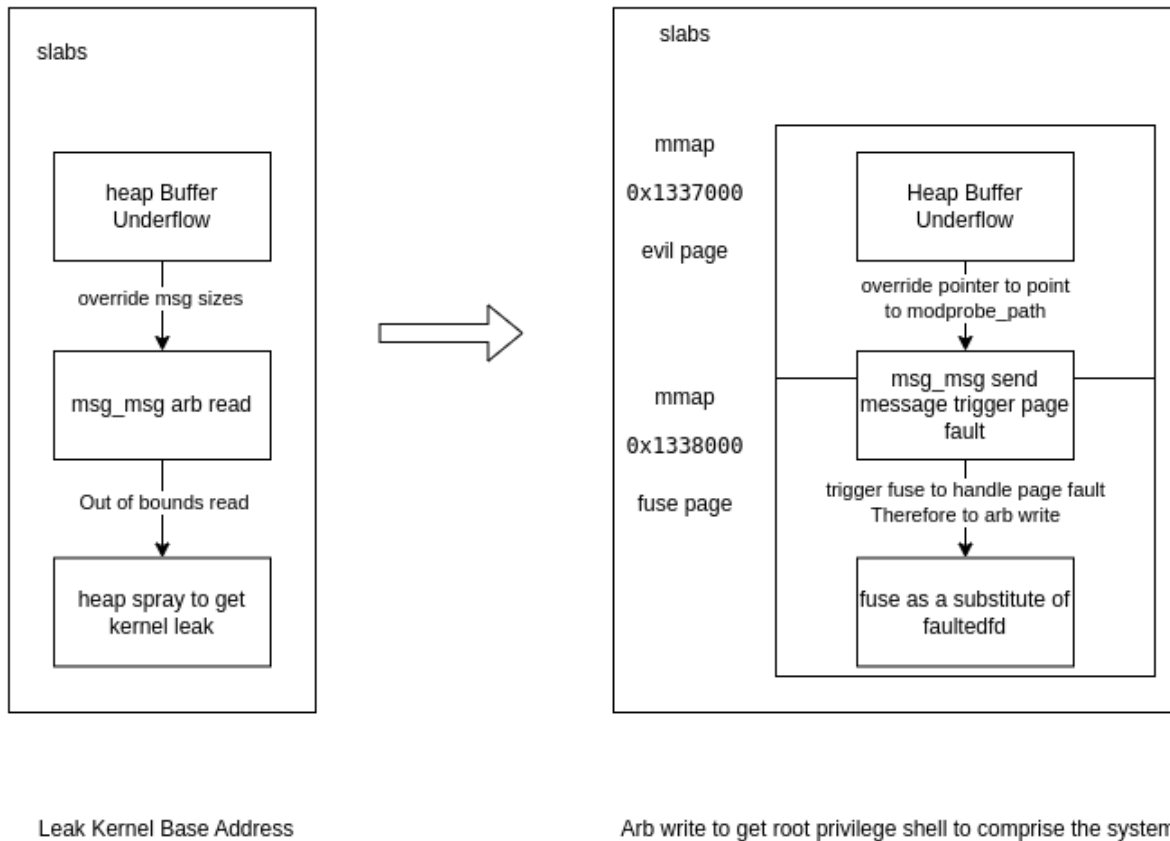 slabs
heap Buffer
Underflow
override msg sizes
msg_msg arb read
Out of bounds read
heap spray to get
kernel leak
Leak Kernel Base Address
slabs
mmap
0x1337000
evil page
mmap
0x1338000
fuse page
Heap Buffer
Underflow
override pointer to point
to modprobe_path
msg_msg send
message trigger page
fault
trigger fuse to handle page fault
Therefore to arb write
fuse as a substitute of
faultedfd
Arb write to get root privilege shell to comprise the system